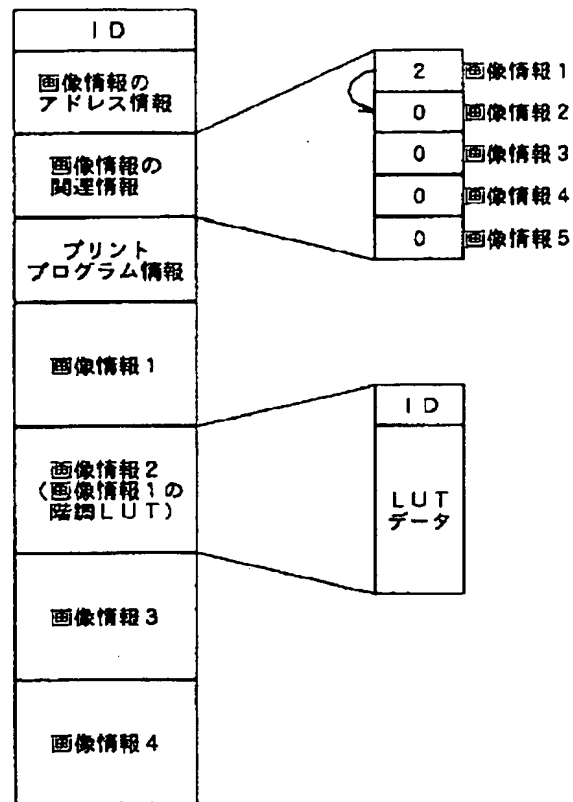 ID
画像情報の
アドレス情報
画像情報の
関連情報
プリント
プログラム情報
画像情報1
画像情報2
(画像情報1の
階調LUT)
画像情報3
画像情報4
2 画像情報1
0 画像情報2
0 画像情報3
0 画像情報4
0 画像情報5
ID
LUT
データ